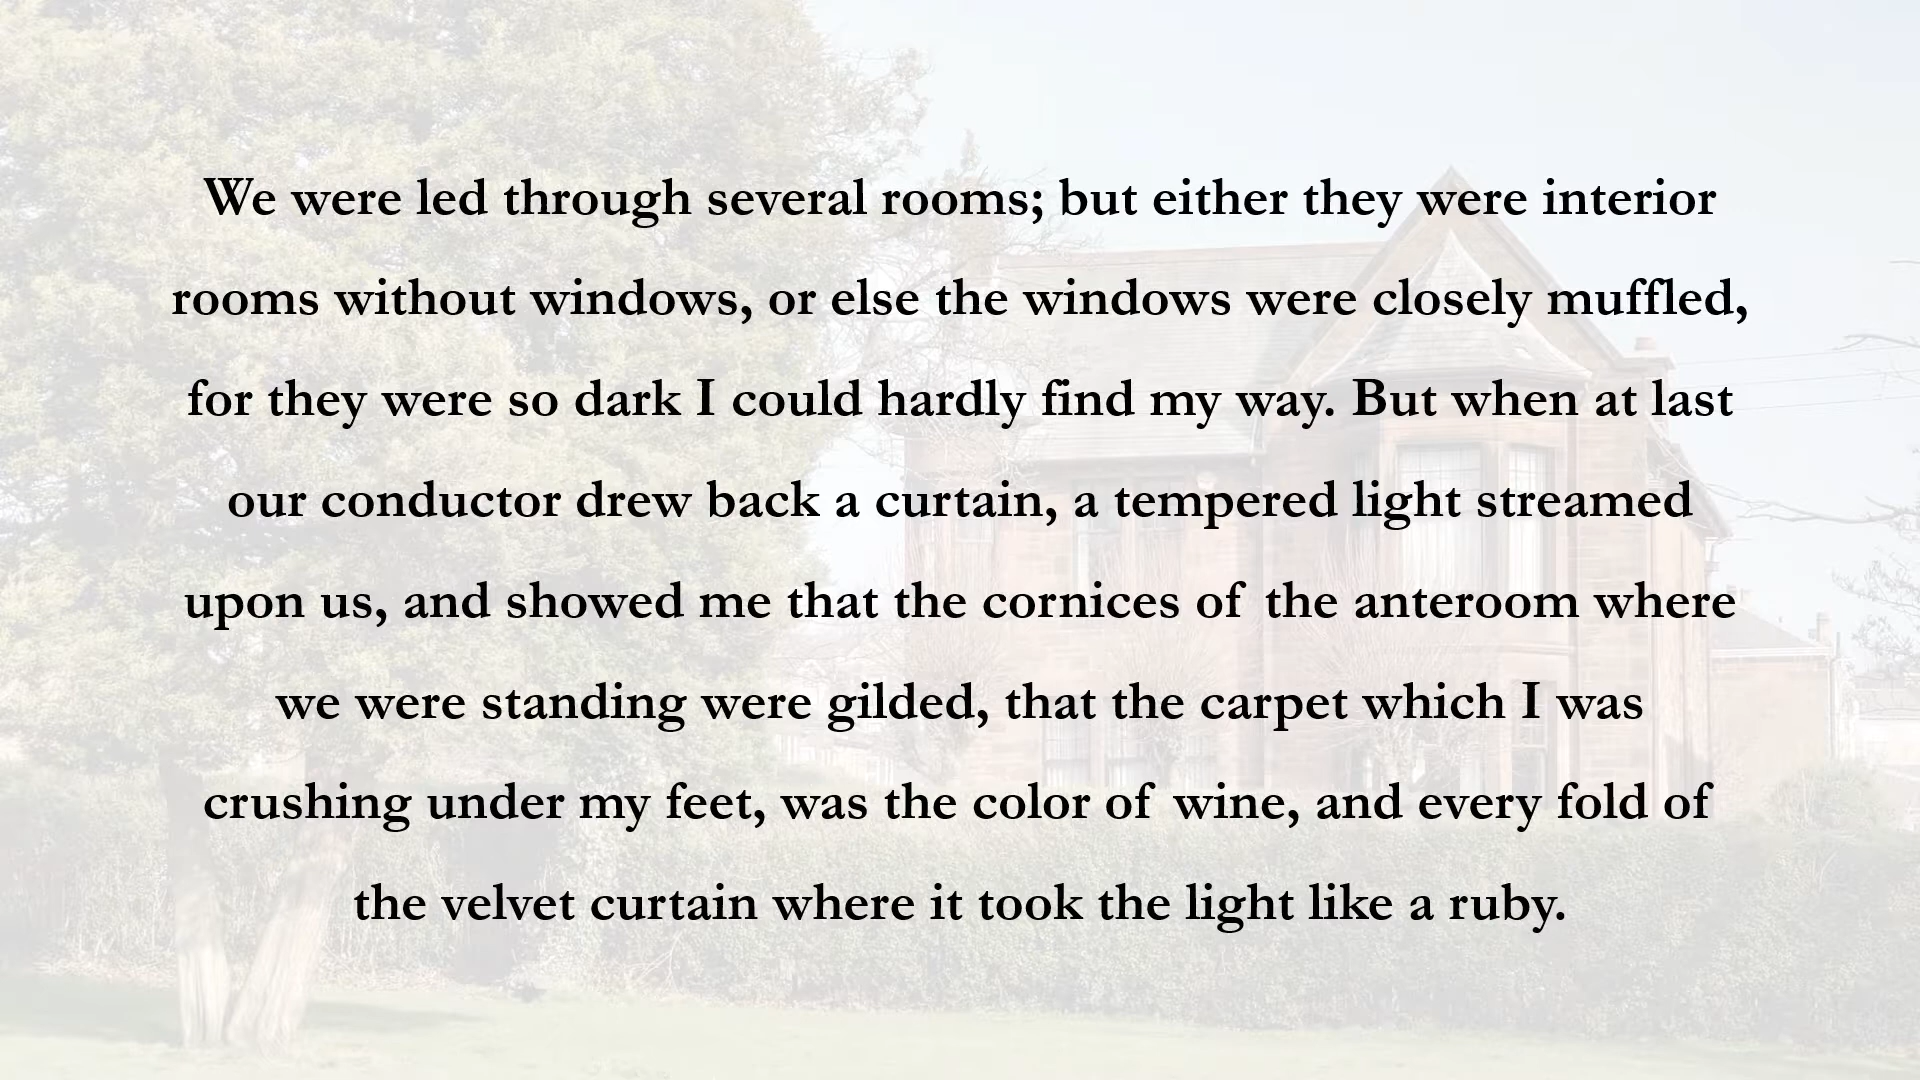 We were led through several rooms; but either they were interior
rooms without windows, or else the windows were closely muffled,
for they were so dark I could hardly find my way. But when at last
our conductor drew back a curtain, a tempered light streamed
upon us, and showed me that the cornices of the anteroom where
we were standing were gilded, that the carpet which I was
crushing under my feet, was the color of wine, and every fold of
the velvet curtain where it took the light like a ruby.